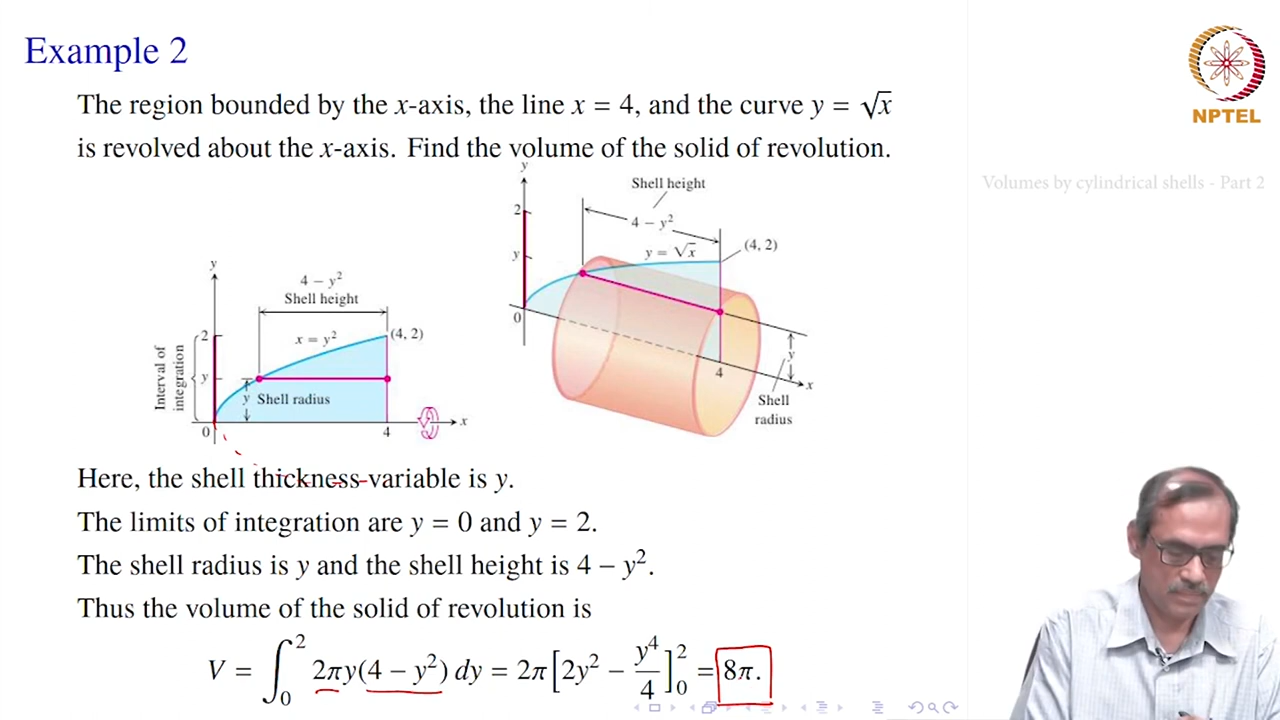 Example 2
NPTEL
The region bounded by the x-axis, the line x = 4, and the curve y = √x
is revolved about the x-axis. Find the volume of the solid of revolution.
Volumes by cylindrical shells - Part 2
y
Shell height
2
4 − y²
y = √x
(4, 2)
y
0
4
y
x
Shell
radius
y
4 − y²
Shell height
2
x = y²
(4, 2)
Interval of
integration
y
y
Shell radius
0
4
x
Here, the shell thickness-variable is y.
The limits of integration are y = 0 and y = 2.
The shell radius is y and the shell height is 4 − y².
Thus the volume of the solid of revolution is
V = ∫₀² 2πy(4 − y²) dy = 2π[2y² − y⁴/4]₀² = 8π.